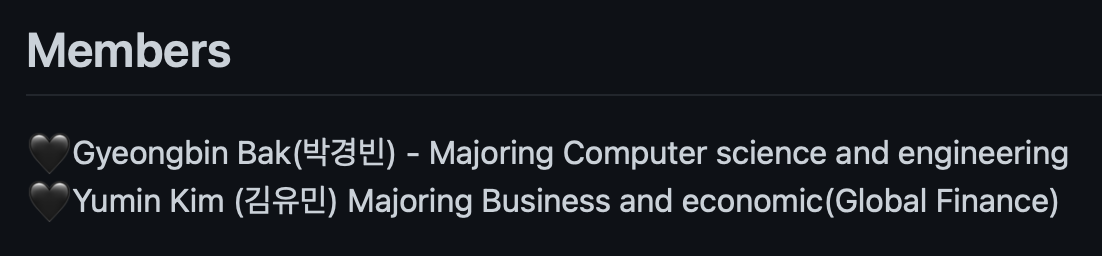 Members
🖤Gyeongbin Bak(박경빈) - Majoring Computer science and engineering
🖤Yumin Kim (김유민) Majoring Business and economic(Global Finance)